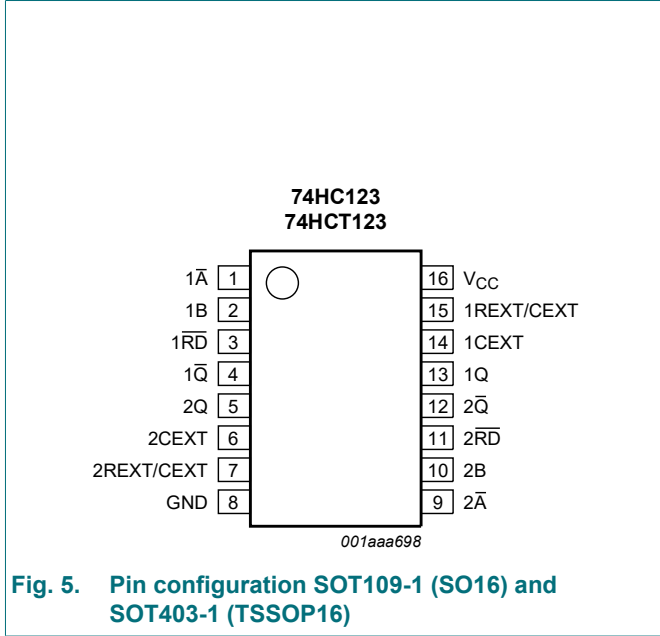 74HC123
74HCT123
1A̅ 1 16 VCC
1B 2 15 1REXT/CEXT
1R̅D̅ 3 14 1CEXT
1Q̅ 4 13 1Q
2Q 5 12 2Q̅
2CEXT 6 11 2R̅D̅
2REXT/CEXT 7 10 2B
GND 8 9 2A̅
001aaa698
Fig. 5. Pin configuration SOT109-1 (SO16) and
SOT403-1 (TSSOP16)